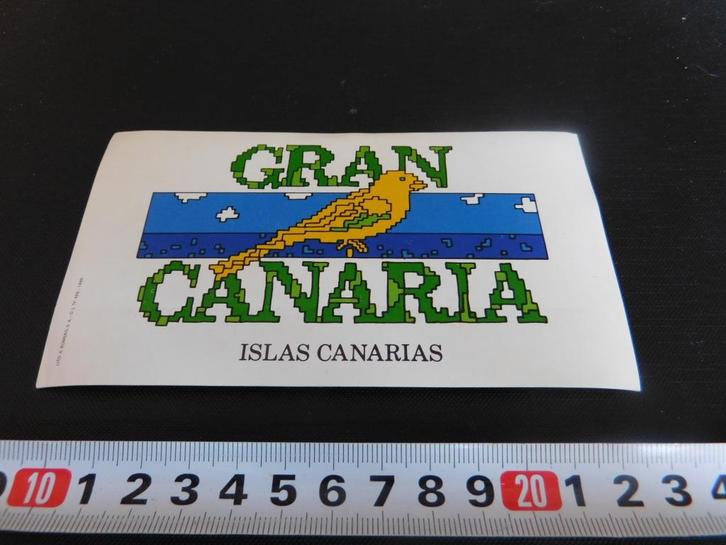 GRAN
CANARIA
ISLAS CANARIAS
10 1 2 3 4 5 6 7 8 9 20 1 2 3 4